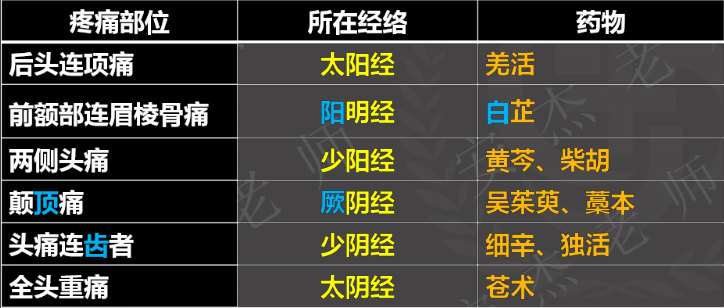 疼痛部位 所在经络 药物
后头连项痛 太阳经 羌活
前额部连眉棱骨痛 阳明经 白芷
两侧头痛 少阳经 黄芩、柴胡
颠顶痛 厥阴经 吴茱萸、藁本
头痛连齿者 少阴经 细辛、独活
全头重痛 太阴经 苍术